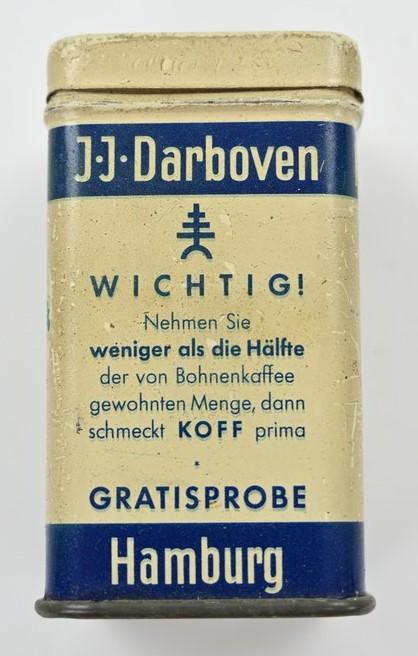 J·J·Darboven
WICHTIG!
Nehmen Sie
weniger als die Hälfte
der von Bohnenkaffee
gewohnten Menge, dann
schmeckt KOFF prima
GRATISPROBE
Hamburg